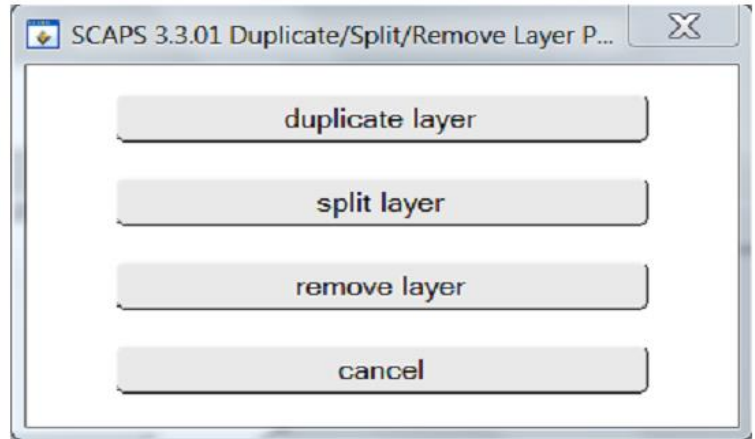 SCAPS 3.3.01 Duplicate/Split/Remove Layer P...
duplicate layer
split layer
remove layer
cancel